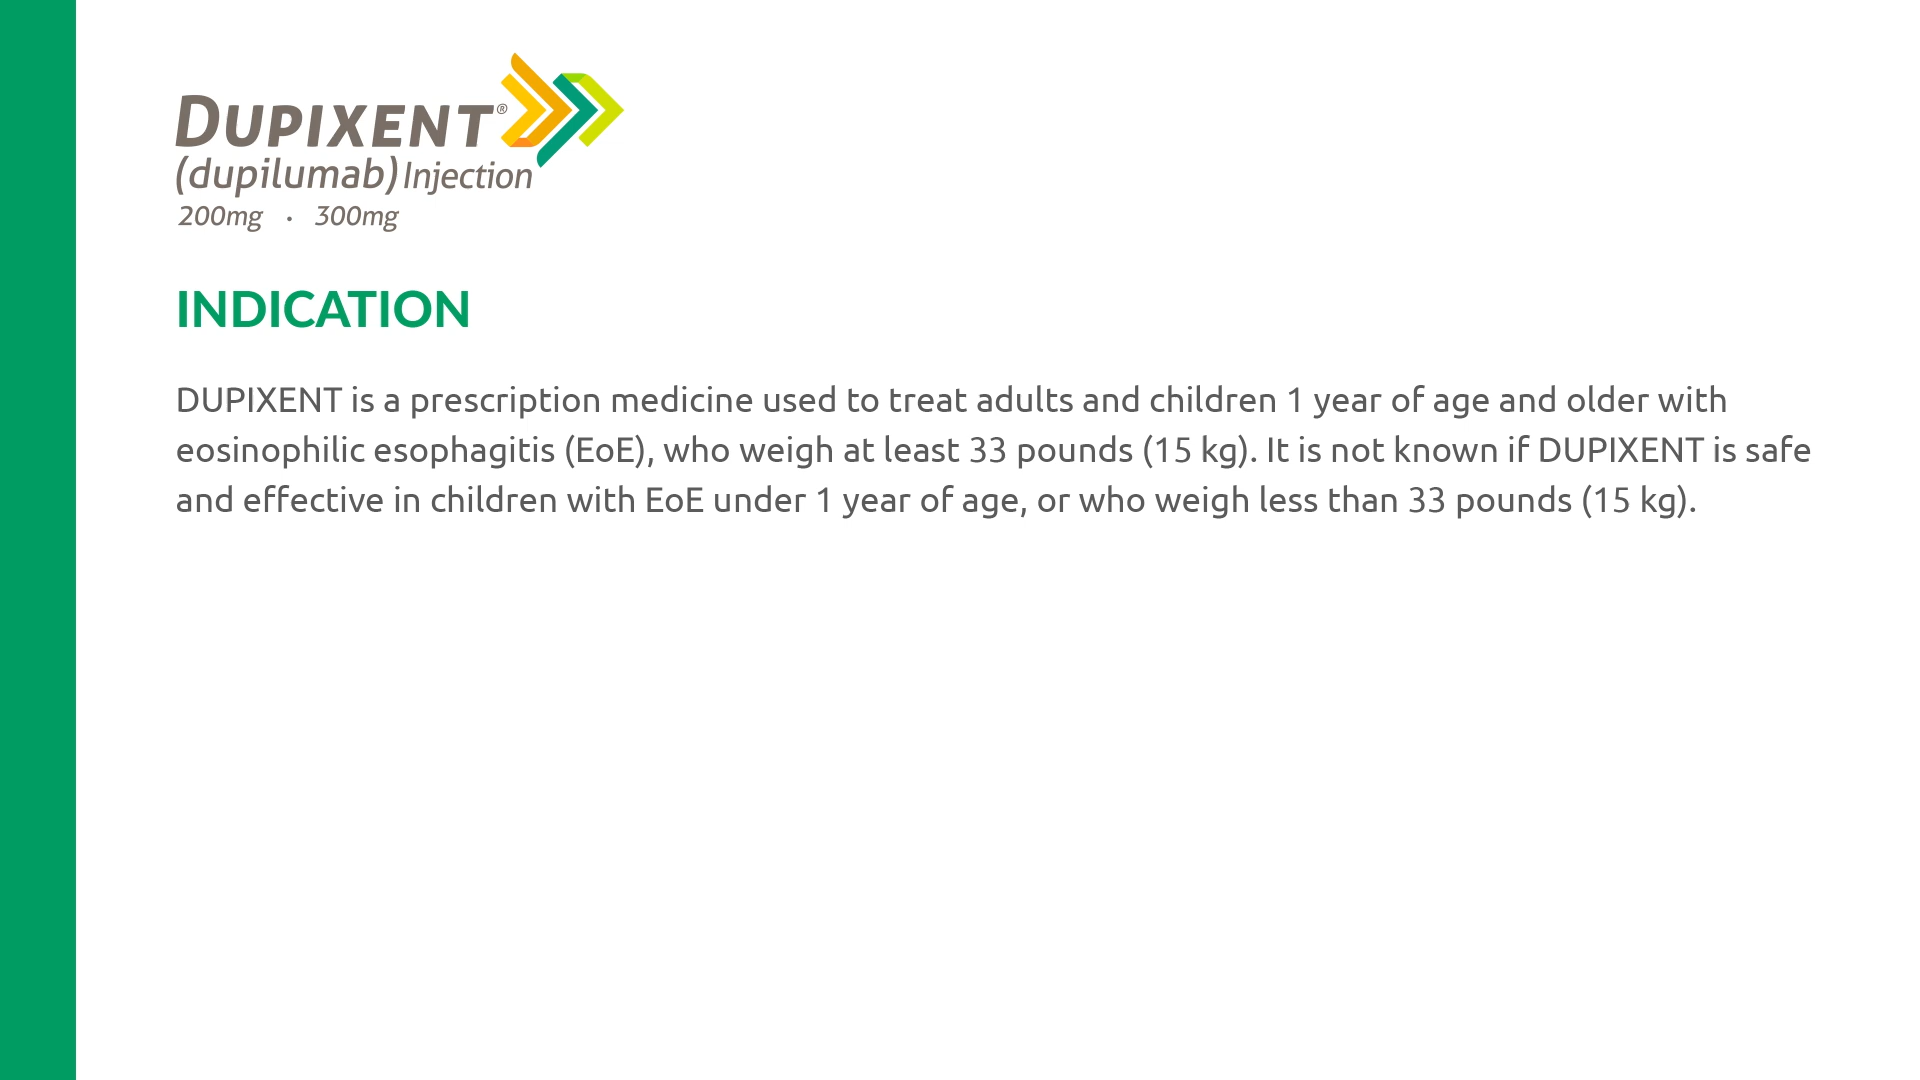 DUPIXENT®
(dupilumab) Injection
200mg · 300mg
INDICATION
DUPIXENT is a prescription medicine used to treat adults and children 1 year of age and older with
eosinophilic esophagitis (EoE), who weigh at least 33 pounds (15 kg). It is not known if DUPIXENT is safe
and effective in children with EoE under 1 year of age, or who weigh less than 33 pounds (15 kg).